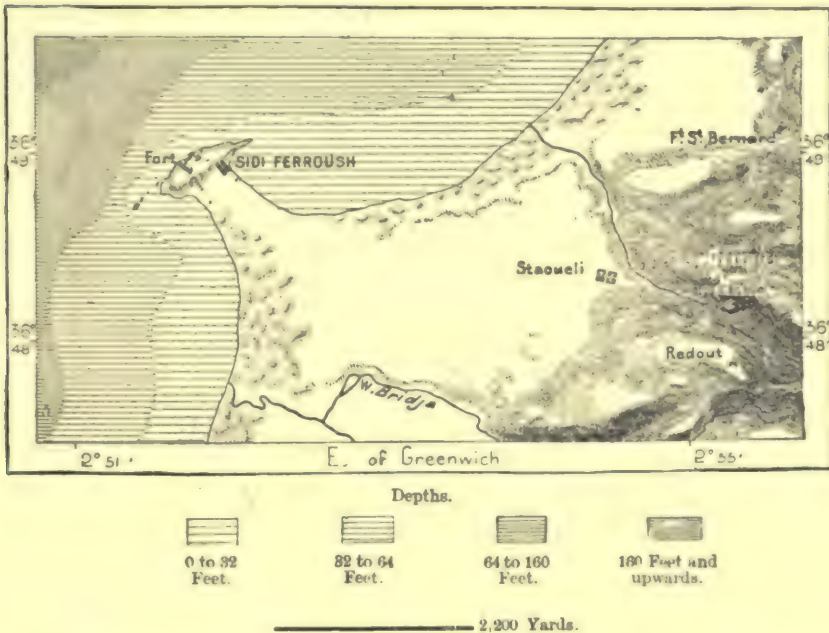 36° 49'
Fort
SIDI FERROUSH
Ft. St. Bernard
36° 49'
Staoueli
36° 48'
Redout
36° 48'
W. Bridja
2° 51'
E. of Greenwich
2° 55'
Depths.
0 to 32 Feet.
32 to 64 Feet.
64 to 160 Feet.
160 Feet and upwards.
2,200 Yards.